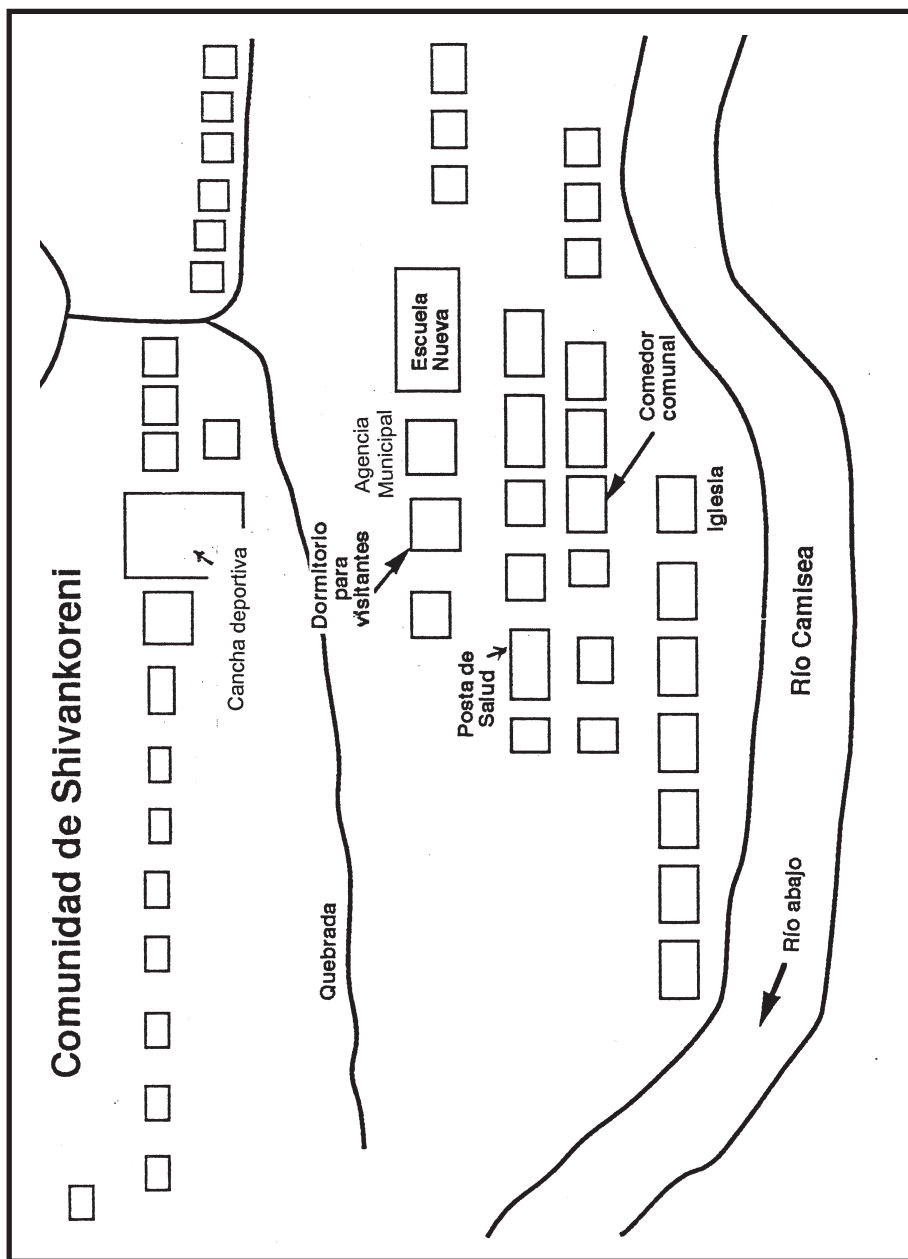 Comunidad de Shivankoreni
Cancha deportiva
Quebrada
Dormitorio
para
visitantes
Agencia
Municipal
Escuela
Nueva
Posta de
Salud
Comedor
comunal
Iglesia
Río Camisea
Río abajo